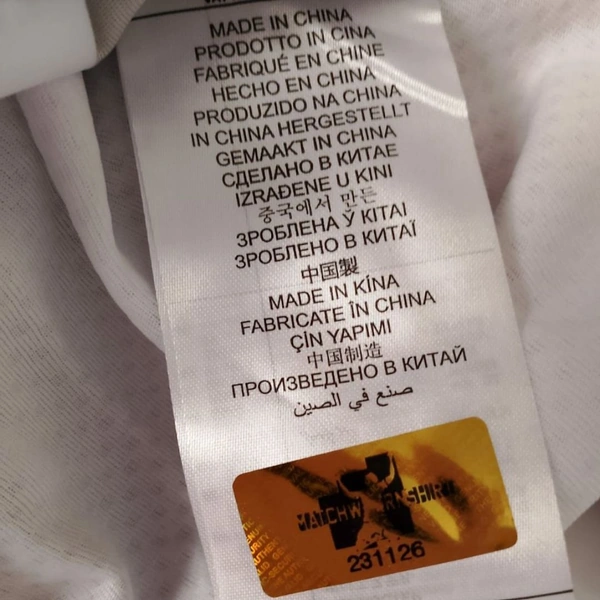 MADE IN CHINA
PRODOTTO IN CINA
FABRIQUÉ EN CHINE
HECHO EN CHINA
PRODUZIDO NA CHINA
IN CHINA HERGESTELLT
GEMAAKT IN CHINA
СДЕЛАНО В КИТАЕ
IZRAĐENE U KINI
중국에서 만든
ЗРОБЛЕНА Ў КІТАІ
ЗРОБЛЕНО В КИТАЇ
中国製
MADE IN KÍNA
FABRICATE ÎN CHINA
ÇİN YAPIMI
中国制造
ПРОИЗВЕДЕНО В КИТАЙ
صنع في الصين
MATCHW RNSHIRT
231126